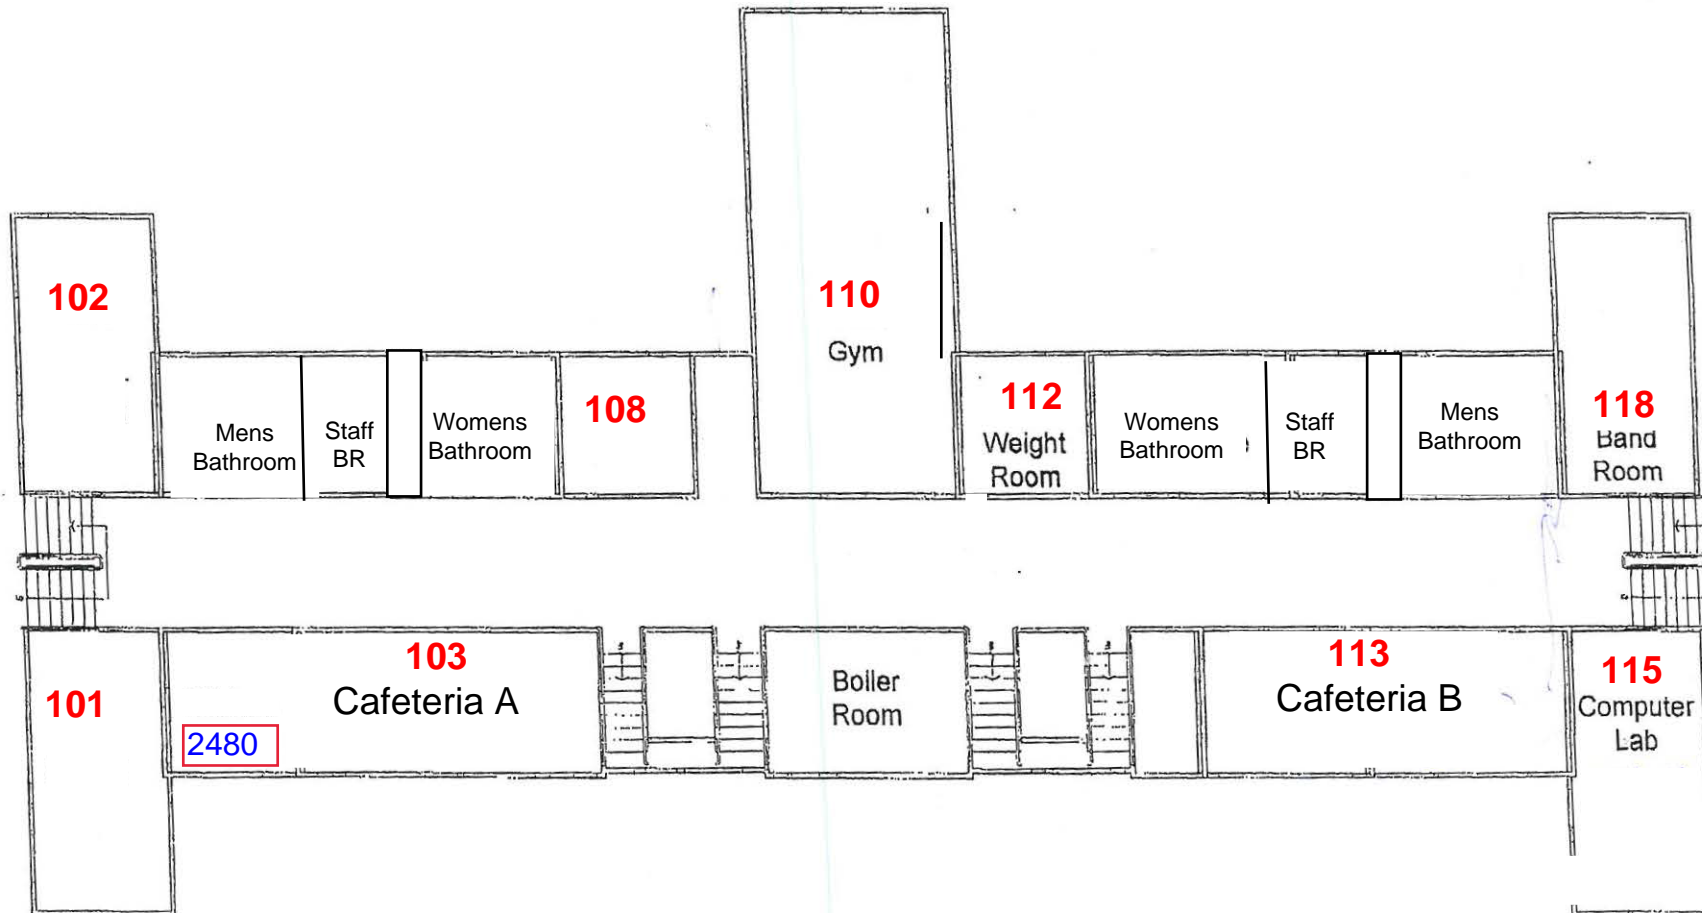 102
110
Gym
108
112
118
Mens
Bathroom
Staff
BR
Womens
Bathroom
Weight
Room
Womens
Bathroom
Staff
BR
Mens
Bathroom
Band
Room
101
103
Cafeteria A
2480
Boiler
Room
113
Cafeteria B
115
Computer
Lab